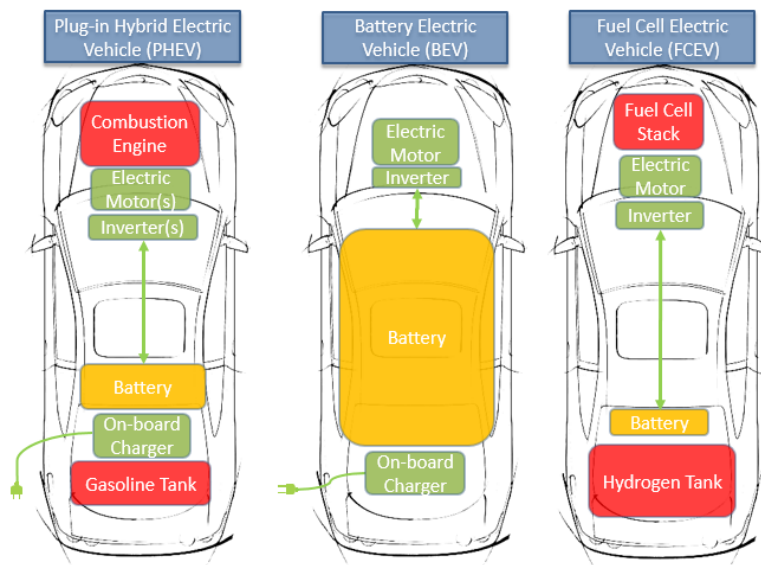 Plug-in Hybrid Electric
Vehicle (PHEV)
Combustion
Engine
Electric
Motor(s)
Inverter(s)
Battery
On-board
Charger
Gasoline Tank
Battery Electric
Vehicle (BEV)
Electric
Motor
Inverter
Battery
On-board
Charger
Fuel Cell Electric
Vehicle (FCEV)
Fuel Cell
Stack
Electric
Motor
Inverter
Battery
Hydrogen Tank